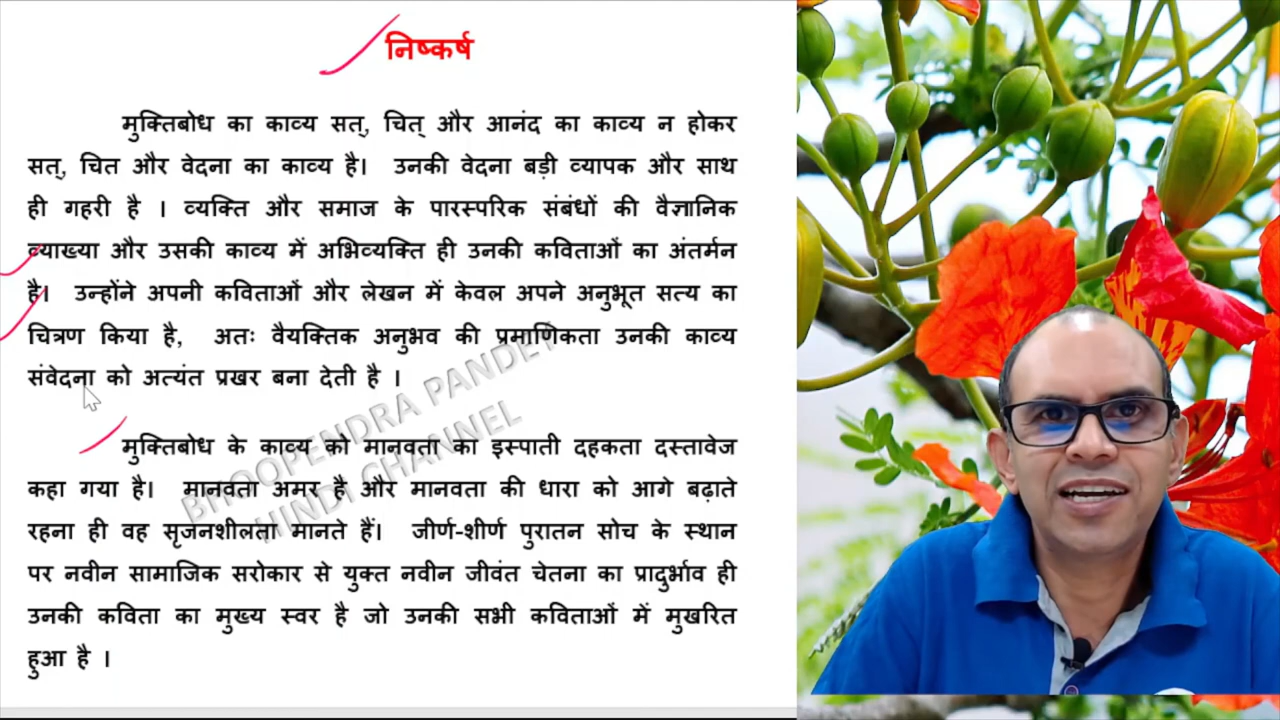 निष्कर्ष
मुक्तिबोध का काव्य सत्, चित् और आनंद का काव्य न होकर
सत्, चित और वेदना का काव्य है। उनकी वेदना बड़ी व्यापक और साथ
ही गहरी है । व्यक्ति और समाज के पारस्परिक संबंधों की वैज्ञानिक
व्याख्या और उसकी काव्य में अभिव्यक्ति ही उनकी कविताओं का अंतर्मन
है। उन्होंने अपनी कविताओं और लेखन में केवल अपने अनुभूत सत्य का
चित्रण किया है, अतः वैयक्तिक अनुभव की प्रमाणिकता उनकी काव्य
संवेदना को अत्यंत प्रखर बना देती है ।
मुक्तिबोध के काव्य को मानवता का इस्पाती दहकता दस्तावेज
कहा गया है। मानवता अमर है और मानवता की धारा को आगे बढ़ाते
रहना ही वह सृजनशीलता मानते हैं। जीर्ण-शीर्ण पुरातन सोच के स्थान
पर नवीन सामाजिक सरोकार से युक्त नवीन जीवंत चेतना का प्रादुर्भाव ही
उनकी कविता का मुख्य स्वर है जो उनकी सभी कविताओं में मुखरित
हुआ है ।
BHOOPENDRA PANDEY
HINDI CHANNEL